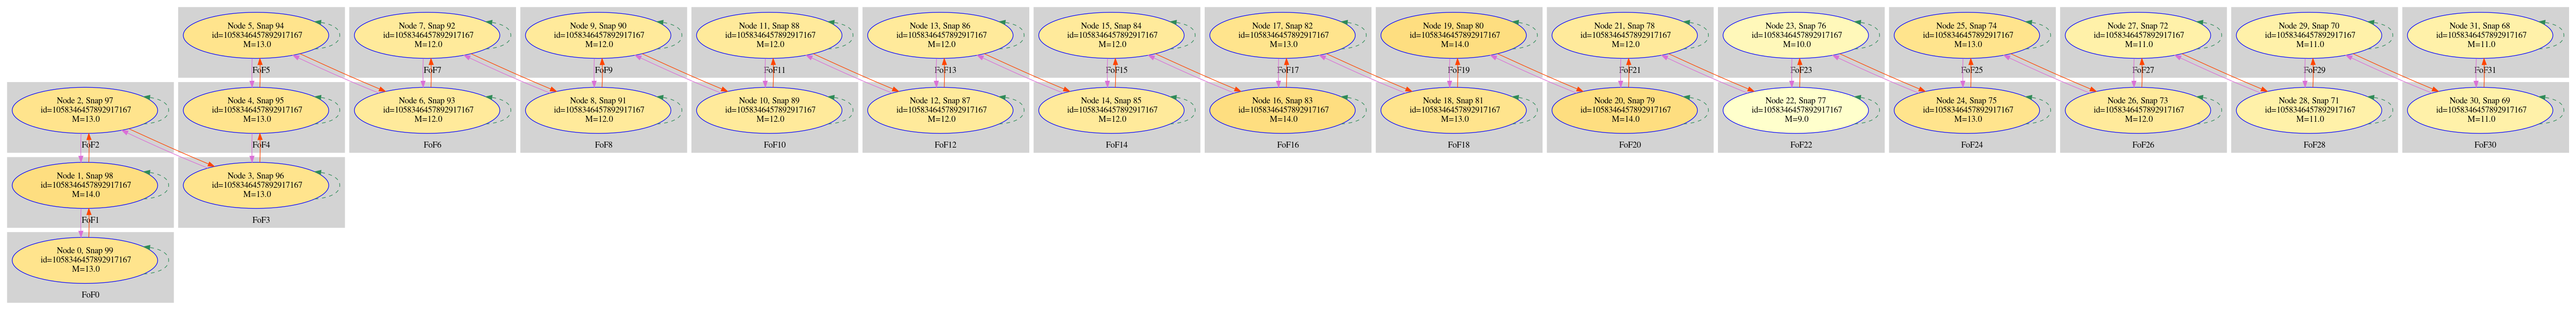 Node 5, Snap 94
id=1058346457892917167
M=13.0
FoF5
Node 7, Snap 92
id=1058346457892917167
M=12.0
FoF7
Node 9, Snap 90
id=1058346457892917167
M=12.0
FoF9
Node 11, Snap 88
id=1058346457892917167
M=12.0
FoF11
Node 13, Snap 86
id=1058346457892917167
M=12.0
FoF13
Node 15, Snap 84
id=1058346457892917167
M=12.0
FoF15
Node 17, Snap 82
id=1058346457892917167
M=13.0
FoF17
Node 19, Snap 80
id=1058346457892917167
M=14.0
FoF19
Node 21, Snap 78
id=1058346457892917167
M=12.0
FoF21
Node 23, Snap 76
id=1058346457892917167
M=10.0
FoF23
Node 25, Snap 74
id=1058346457892917167
M=13.0
FoF25
Node 27, Snap 72
id=1058346457892917167
M=11.0
FoF27
Node 29, Snap 70
id=1058346457892917167
M=11.0
FoF29
Node 31, Snap 68
id=1058346457892917167
M=11.0
FoF31
Node 2, Snap 97
id=1058346457892917167
M=13.0
FoF2
Node 4, Snap 95
id=1058346457892917167
M=13.0
FoF4
Node 6, Snap 93
id=1058346457892917167
M=12.0
FoF6
Node 8, Snap 91
id=1058346457892917167
M=12.0
FoF8
Node 10, Snap 89
id=1058346457892917167
M=12.0
FoF10
Node 12, Snap 87
id=1058346457892917167
M=12.0
FoF12
Node 14, Snap 85
id=1058346457892917167
M=12.0
FoF14
Node 16, Snap 83
id=1058346457892917167
M=14.0
FoF16
Node 18, Snap 81
id=1058346457892917167
M=13.0
FoF18
Node 20, Snap 79
id=1058346457892917167
M=14.0
FoF20
Node 22, Snap 77
id=1058346457892917167
M=9.0
FoF22
Node 24, Snap 75
id=1058346457892917167
M=13.0
FoF24
Node 26, Snap 73
id=1058346457892917167
M=12.0
FoF26
Node 28, Snap 71
id=1058346457892917167
M=11.0
FoF28
Node 30, Snap 69
id=1058346457892917167
M=11.0
FoF30
Node 1, Snap 98
id=1058346457892917167
M=14.0
FoF1
Node 3, Snap 96
id=1058346457892917167
M=13.0
FoF3
Node 0, Snap 99
id=1058346457892917167
M=13.0
FoF0